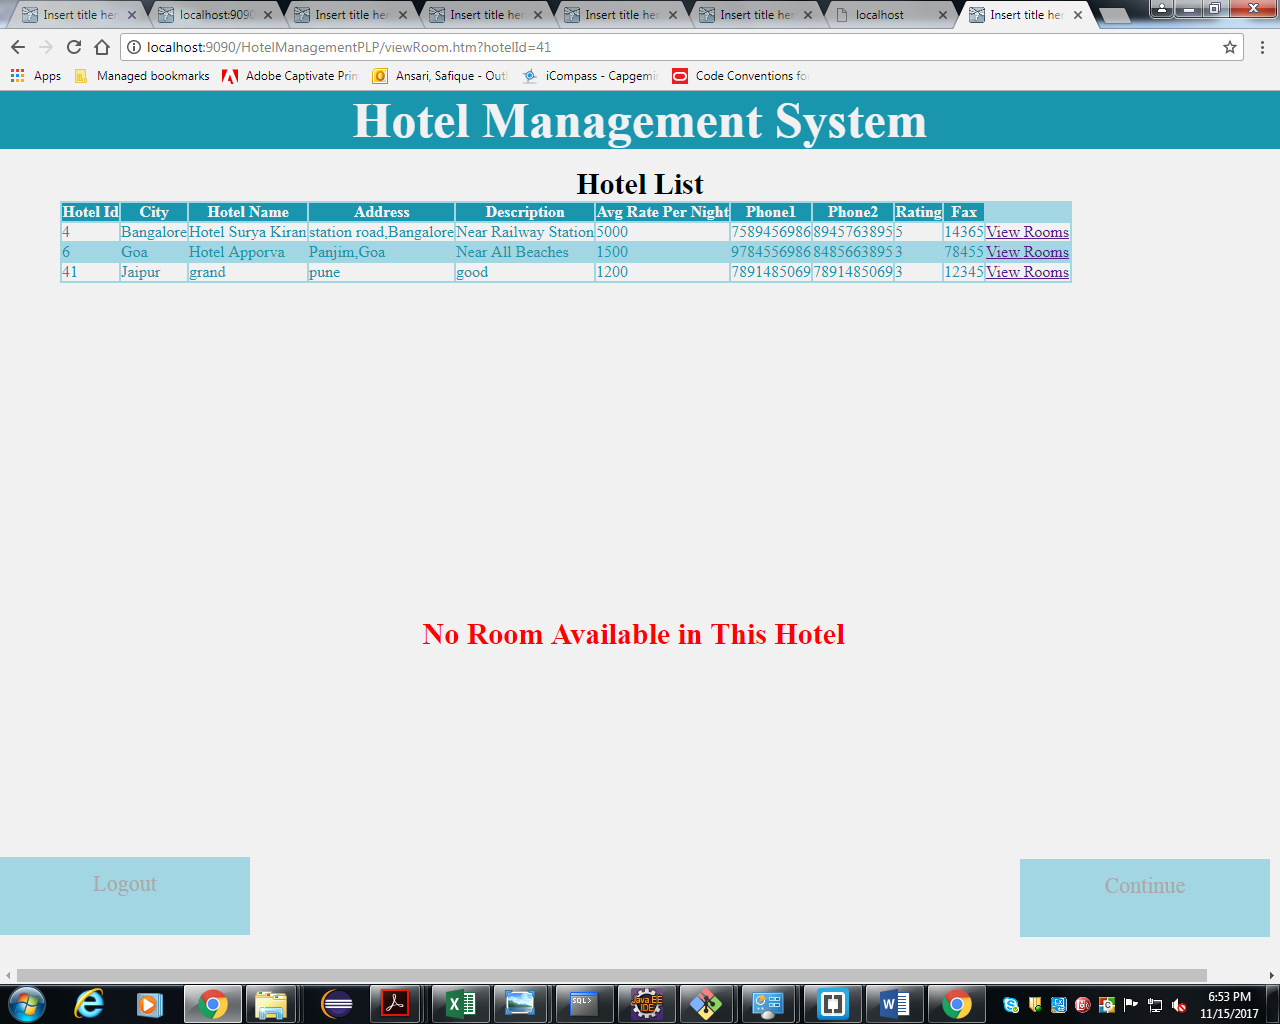 Insert title her
localhost:9090
Insert title her
Insert title her
Insert title her
Insert title her
localhost
Insert title her
localhost:9090/HotelManagementPLP/viewRoom.htm?hotelId=41
Apps Managed bookmarks Adobe Captivate Prim Ansari, Safique - Outl iCompass - Capgemi Code Conventions fo
Hotel Management System
Hotel List
Hotel Id City Hotel Name Address Description Avg Rate Per Night Phone1 Phone2 Rating Fax
4 Bangalore Hotel Surya Kiran station road,Bangalore Near Railway Station 5000 7589456986 8945763895 5 14365 View Rooms
6 Goa Hotel Apporva Panjim,Goa Near All Beaches 1500 9784556986 8485663895 3 78455 View Rooms
41 Jaipur grand pune good 1200 7891485069 7891485069 3 12345 View Rooms
No Room Available in This Hotel
Logout
Continue
SQL>
Java EE
IDE
6:53 PM
11/15/2017